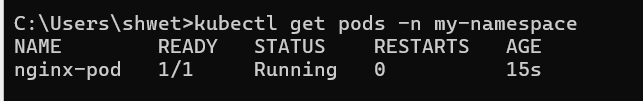 C:\Users\shwet>kubectl get pods -n my-namespace
NAME        READY   STATUS    RESTARTS   AGE
nginx-pod   1/1     Running   0          15s